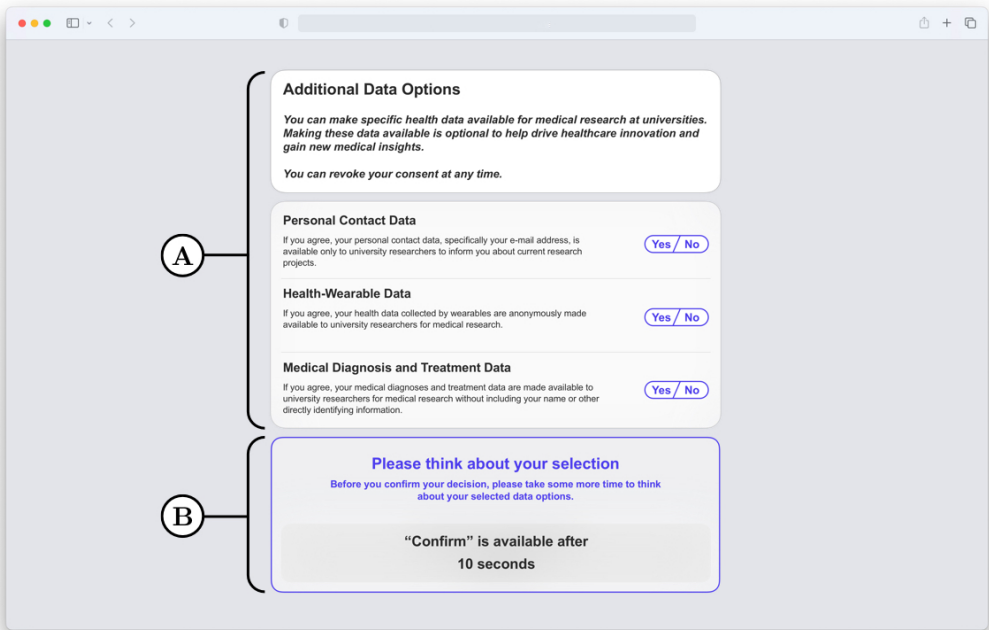 Additional Data Options
You can make specific health data available for medical research at universities.
Making these data available is optional to help drive healthcare innovation and
gain new medical insights.
You can revoke your consent at any time.
A
Personal Contact Data
If you agree, your personal contact data, specifically your e-mail address, is
available only to university researchers to inform you about current research
projects.
Yes / No
Health-Wearable Data
If you agree, your health data collected by wearables are anonymously made
available to university researchers for medical research.
Yes / No
Medical Diagnosis and Treatment Data
If you agree, your medical diagnoses and treatment data are made available to
university researchers for medical research without including your name or other
directly identifying information.
Yes / No
B
Please think about your selection
Before you confirm your decision, please take some more time to think
about your selected data options.
“Confirm” is available after
10 seconds